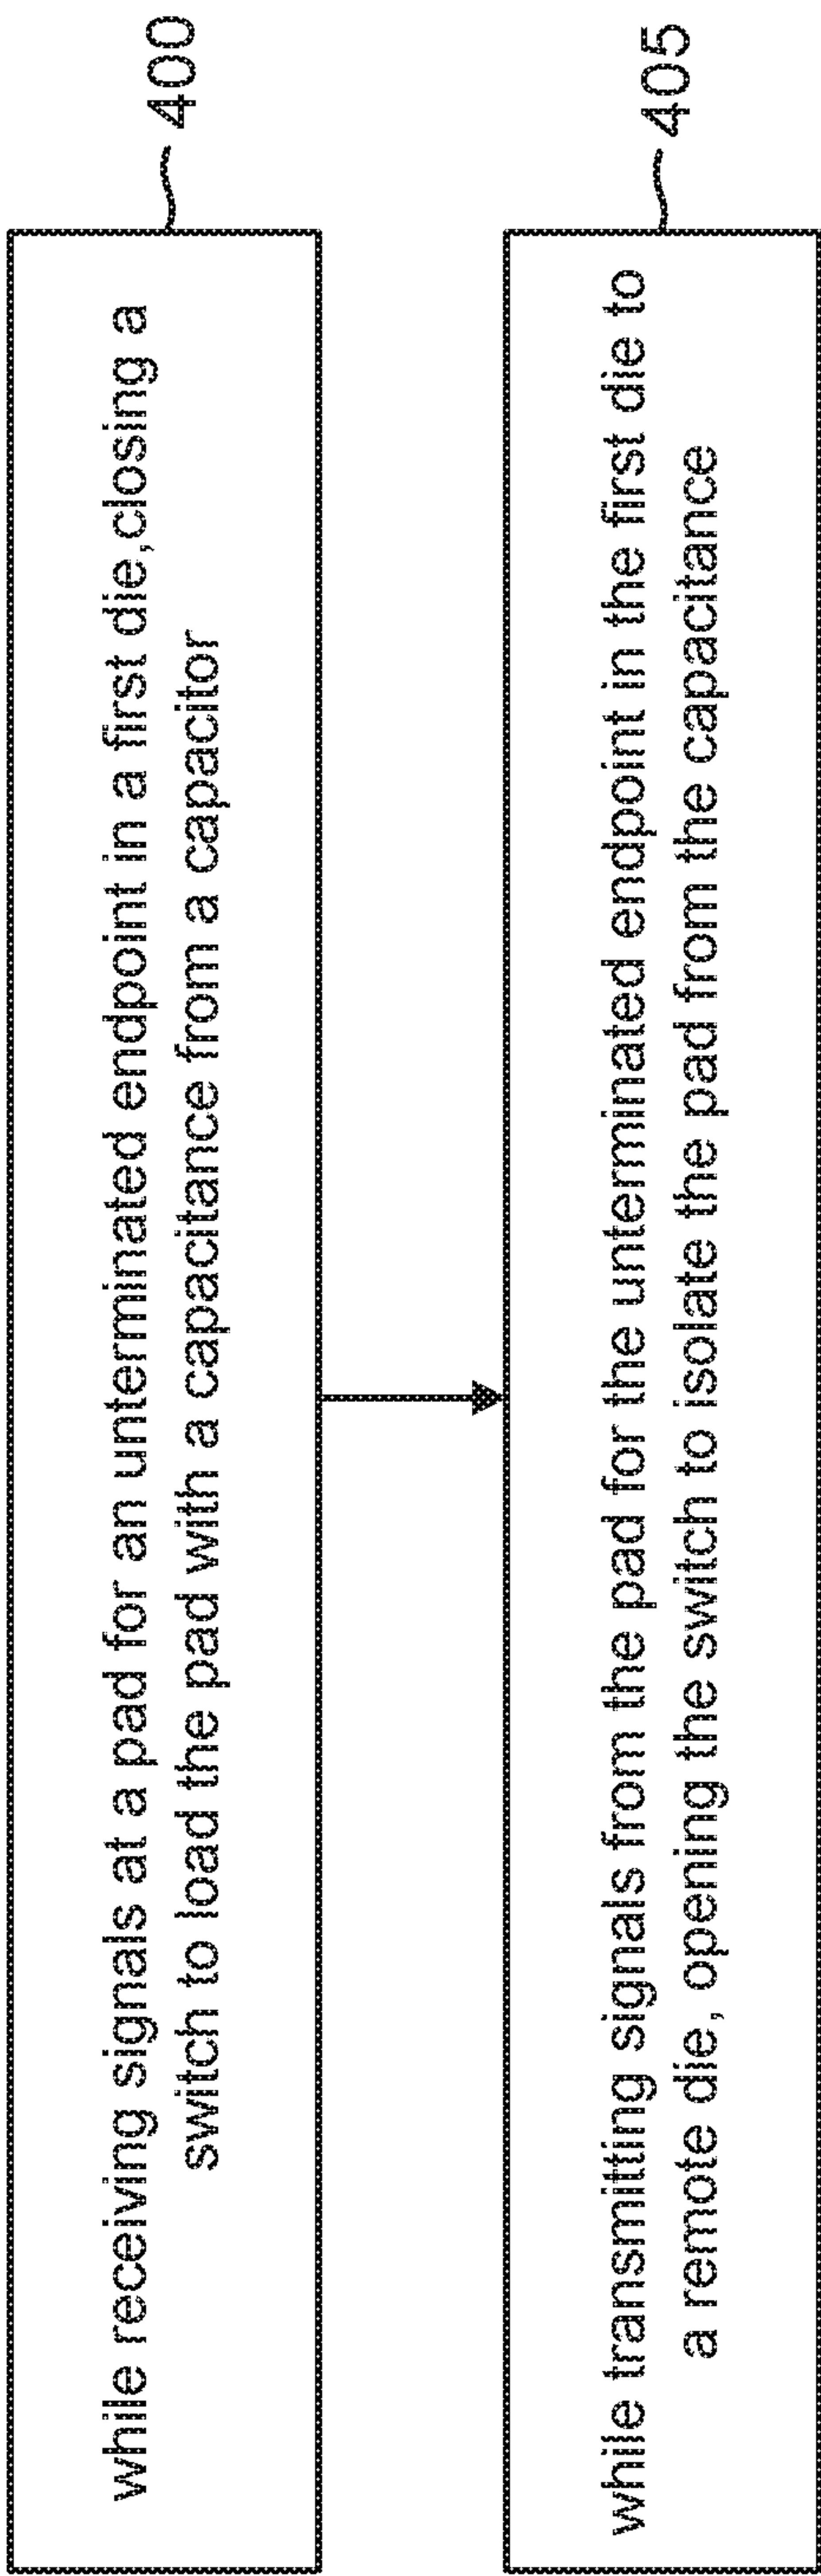 while receiving signals at a pad for an unterminated endpoint in a first die,closing a
switch to load the pad with a capacitance from a capacitor
400
while transmitting signals from the pad for the unterminated endpoint in the first die to
a remote die, opening the switch to isolate the pad from the capacitance
405